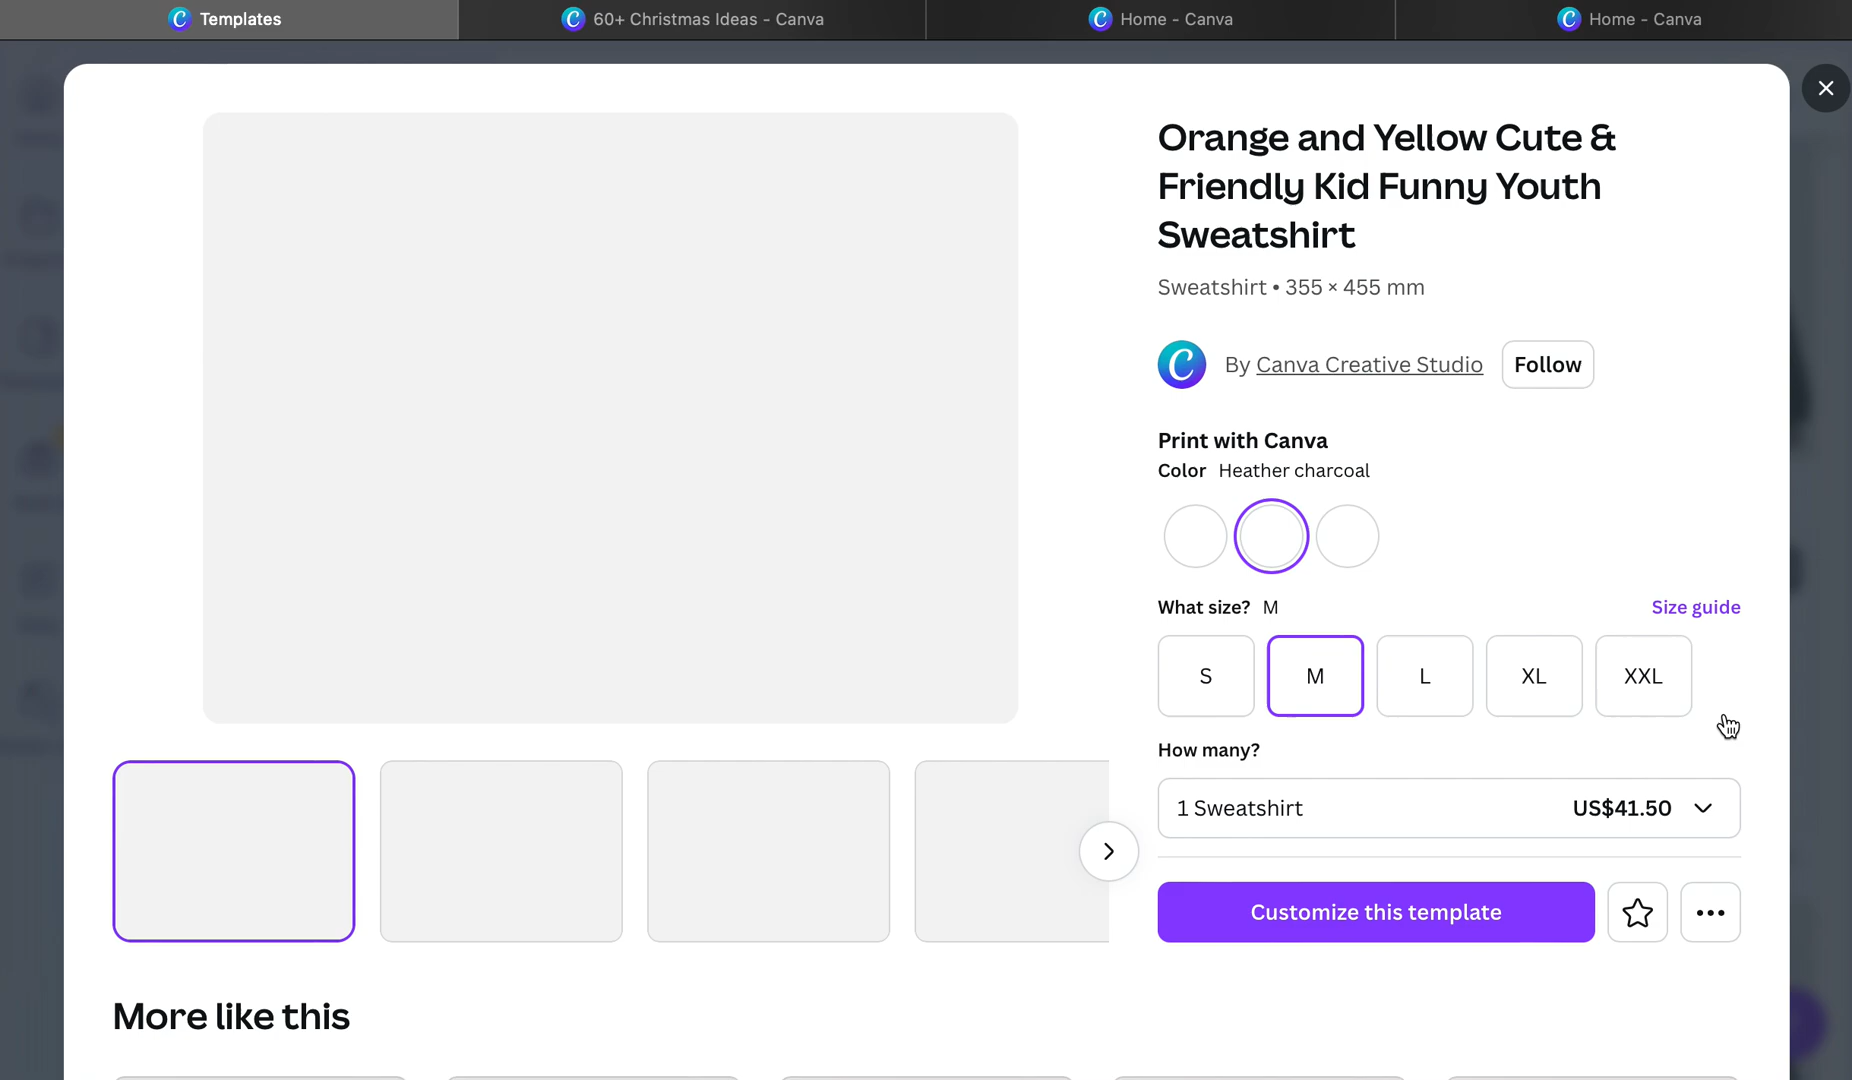 Templates
60+ Christmas Ideas - Canva
Home - Canva
Home - Canva
Orange and Yellow Cute &
Friendly Kid Funny Youth
Sweatshirt
Sweatshirt • 355 × 455 mm
By Canva Creative Studio
Follow
Print with Canva
Color Heather charcoal
What size? M
Size guide
S
M
L
XL
XXL
How many?
1 Sweatshirt
US$41.50
Customize this template
More like this